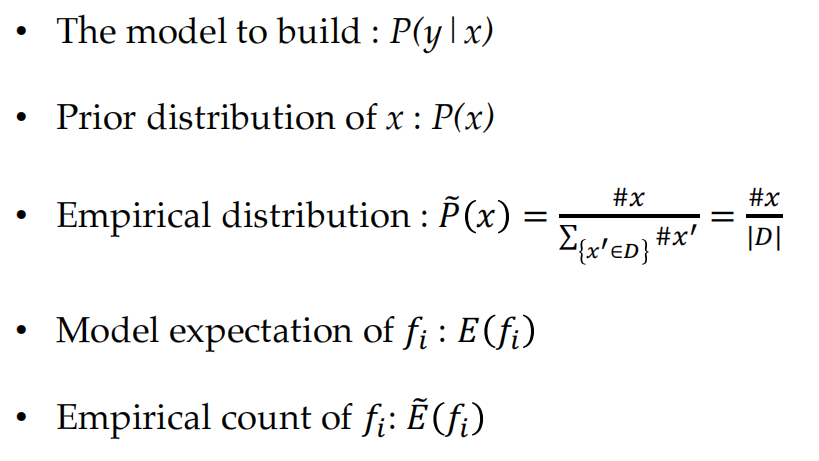 • The model to build : P(y|x)
• Prior distribution of x : P(x)
• Empirical distribution : P̃(x) = #x / ∑{x′∈D} #x′ = #x / |D|
• Model expectation of fᵢ : E(fᵢ)
• Empirical count of fᵢ: Ẽ(fᵢ)